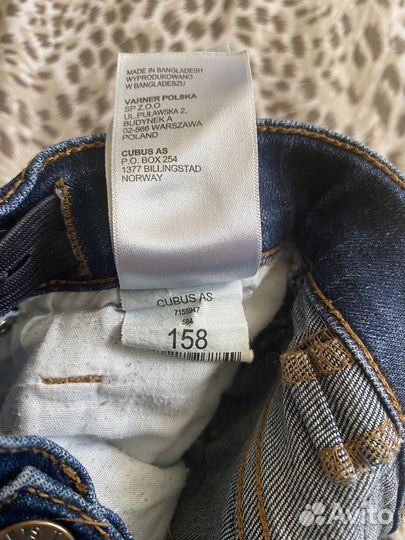 MADE IN BANGLADESH
WYPRODUKOWANO
W BANGLADESZU
VARNER POLSKA
SP Z.O.O
UL.PUŁAWSKA 2,
BUDYNEK A
02-566 WARSZAWA
POLAND
CUBUS AS
P.O. BOX 254
1377 BILLINGSTAD
NORWAY
CUBUS AS
7155947
584
158
Avito